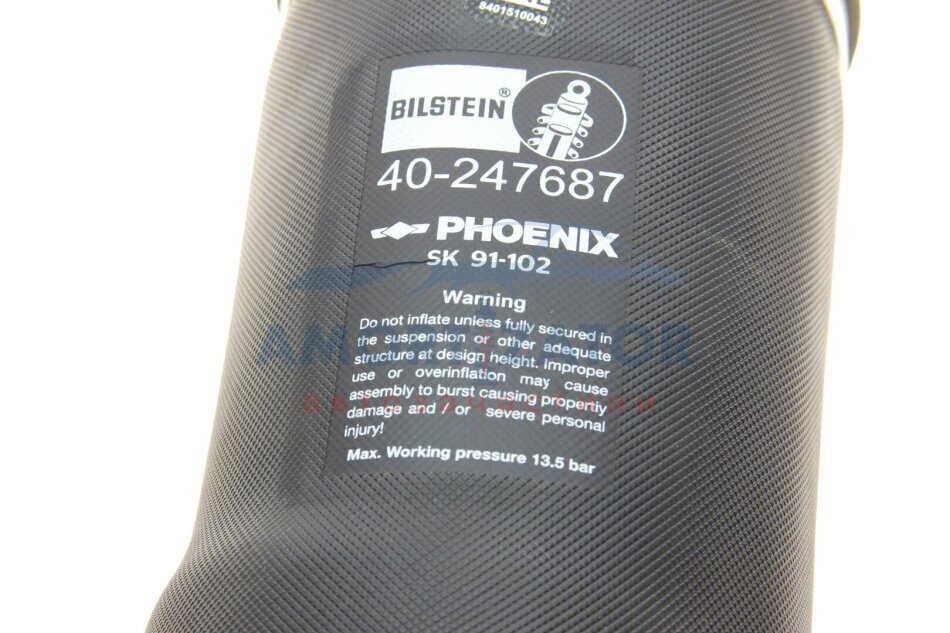 8401510043
BILSTEIN®
40-247687
PHOENIX
SK 91-102
Warning
Do not inflate unless fully secured in
the suspension or other adequate
structure at design height. Improper
use or overinflation may cause
assembly to burst causing property
damage and / or severe personal
injury!
Max. Working pressure 13.5 bar